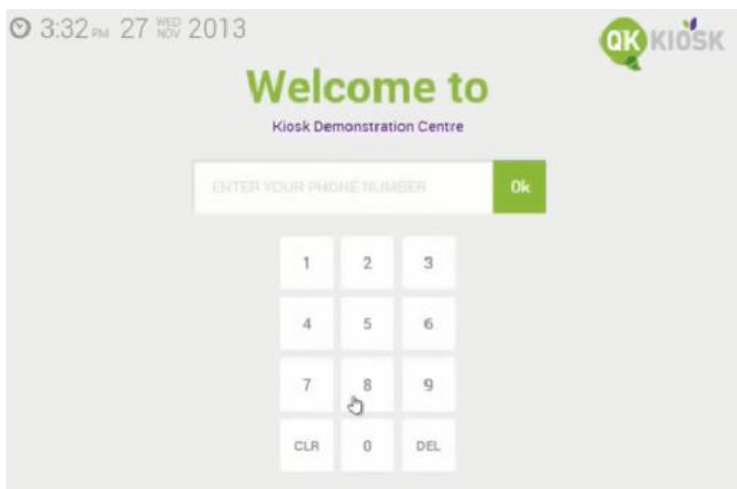 3:32 PM 27 WED NOV 2013
QK KIOSK
Welcome to
Kiosk Demonstration Centre
ENTER YOUR PHONE NUMBER Ok
1 2 3
4 5 6
7 8 9
CLR 0 DEL